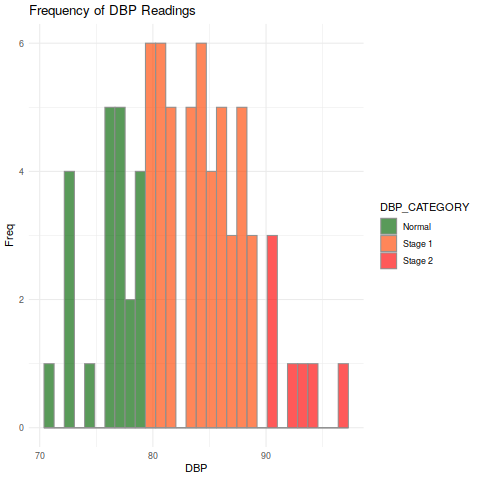 Frequency of DBP Readings
6
4
2
0
Freq
70
80
90
DBP
DBP_CATEGORY
Normal
Stage 1
Stage 2